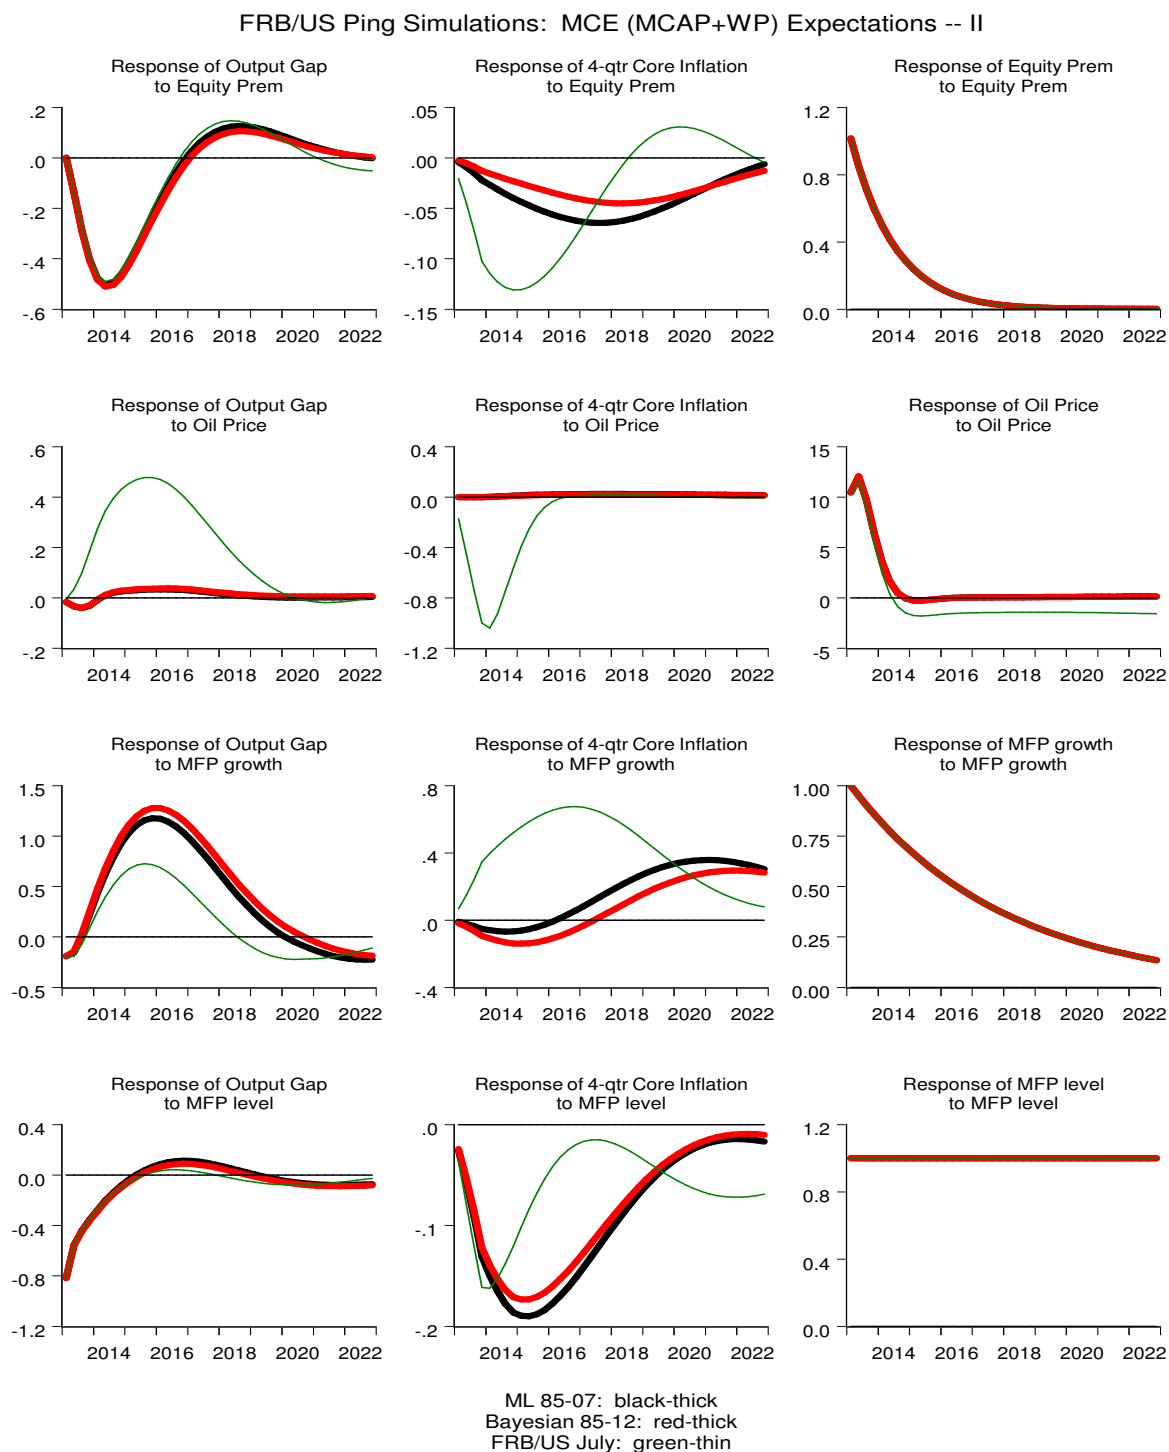 FRB/US Ping Simulations:  MCE (MCAP+WP) Expectations -- II
Response of Output Gap
to Equity Prem
.2
.0
-.2
-.4
-.6
2014 2016 2018 2020 2022
Response of 4-qtr Core Inflation
to Equity Prem
.05
.00
-.05
-.10
-.15
2014 2016 2018 2020 2022
Response of Equity Prem
to Equity Prem
1.2
0.8
0.4
0.0
2014 2016 2018 2020 2022
Response of Output Gap
to Oil Price
.6
.4
.2
.0
-.2
2014 2016 2018 2020 2022
Response of 4-qtr Core Inflation
to Oil Price
0.4
0.0
-0.4
-0.8
-1.2
2014 2016 2018 2020 2022
Response of Oil Price
to Oil Price
15
10
5
0
-5
2014 2016 2018 2020 2022
Response of Output Gap
to MFP growth
1.5
1.0
0.5
0.0
-0.5
2014 2016 2018 2020 2022
Response of 4-qtr Core Inflation
to MFP growth
.8
.4
.0
-.4
2014 2016 2018 2020 2022
Response of MFP growth
to MFP growth
1.00
0.75
0.50
0.25
0.00
2014 2016 2018 2020 2022
Response of Output Gap
to MFP level
0.4
0.0
-0.4
-0.8
-1.2
2014 2016 2018 2020 2022
Response of 4-qtr Core Inflation
to MFP level
.0
-.1
-.2
2014 2016 2018 2020 2022
Response of MFP level
to MFP level
1.2
0.8
0.4
0.0
2014 2016 2018 2020 2022
ML 85-07:  black-thick
Bayesian 85-12:  red-thick
FRB/US July:  green-thin